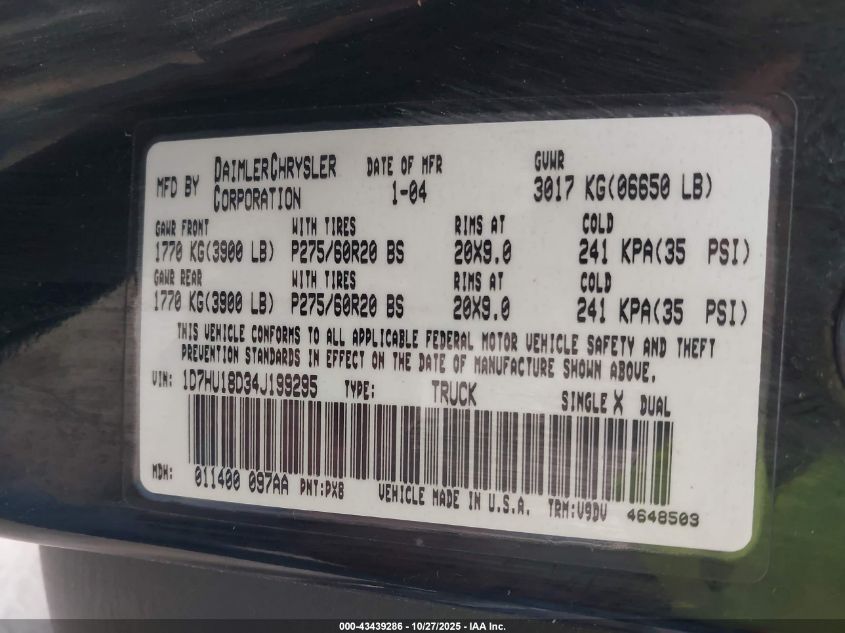 MFD BY DAIMLERCHRYSLER CORPORATION DATE OF MFR 1-04 GVWR 3017 KG(06650 LB)
GAWR FRONT WITH TIRES RIMS AT COLD
1770 KG(3900 LB) P275/60R20 BS 20X9.0 241 KPA(35 PSI)
GAWR REAR WITH TIRES RIMS AT COLD
1770 KG(3900 LB) P275/60R20 BS 20X9.0 241 KPA(35 PSI)
THIS VEHICLE CONFORMS TO ALL APPLICABLE FEDERAL MOTOR VEHICLE SAFETY AND THEFT
PREVENTION STANDARDS IN EFFECT ON THE DATE OF MANUFACTURE SHOWN ABOVE.
VIN: 1D7HU18D34J199295 TYPE: TRUCK SINGLE X DUAL
MDH: 011400 097AA PNT:PX8 VEHICLE MADE IN U.S.A. TRM:V9DV 4648503
000-43439286 - 10/27/2025 - IAA Inc.